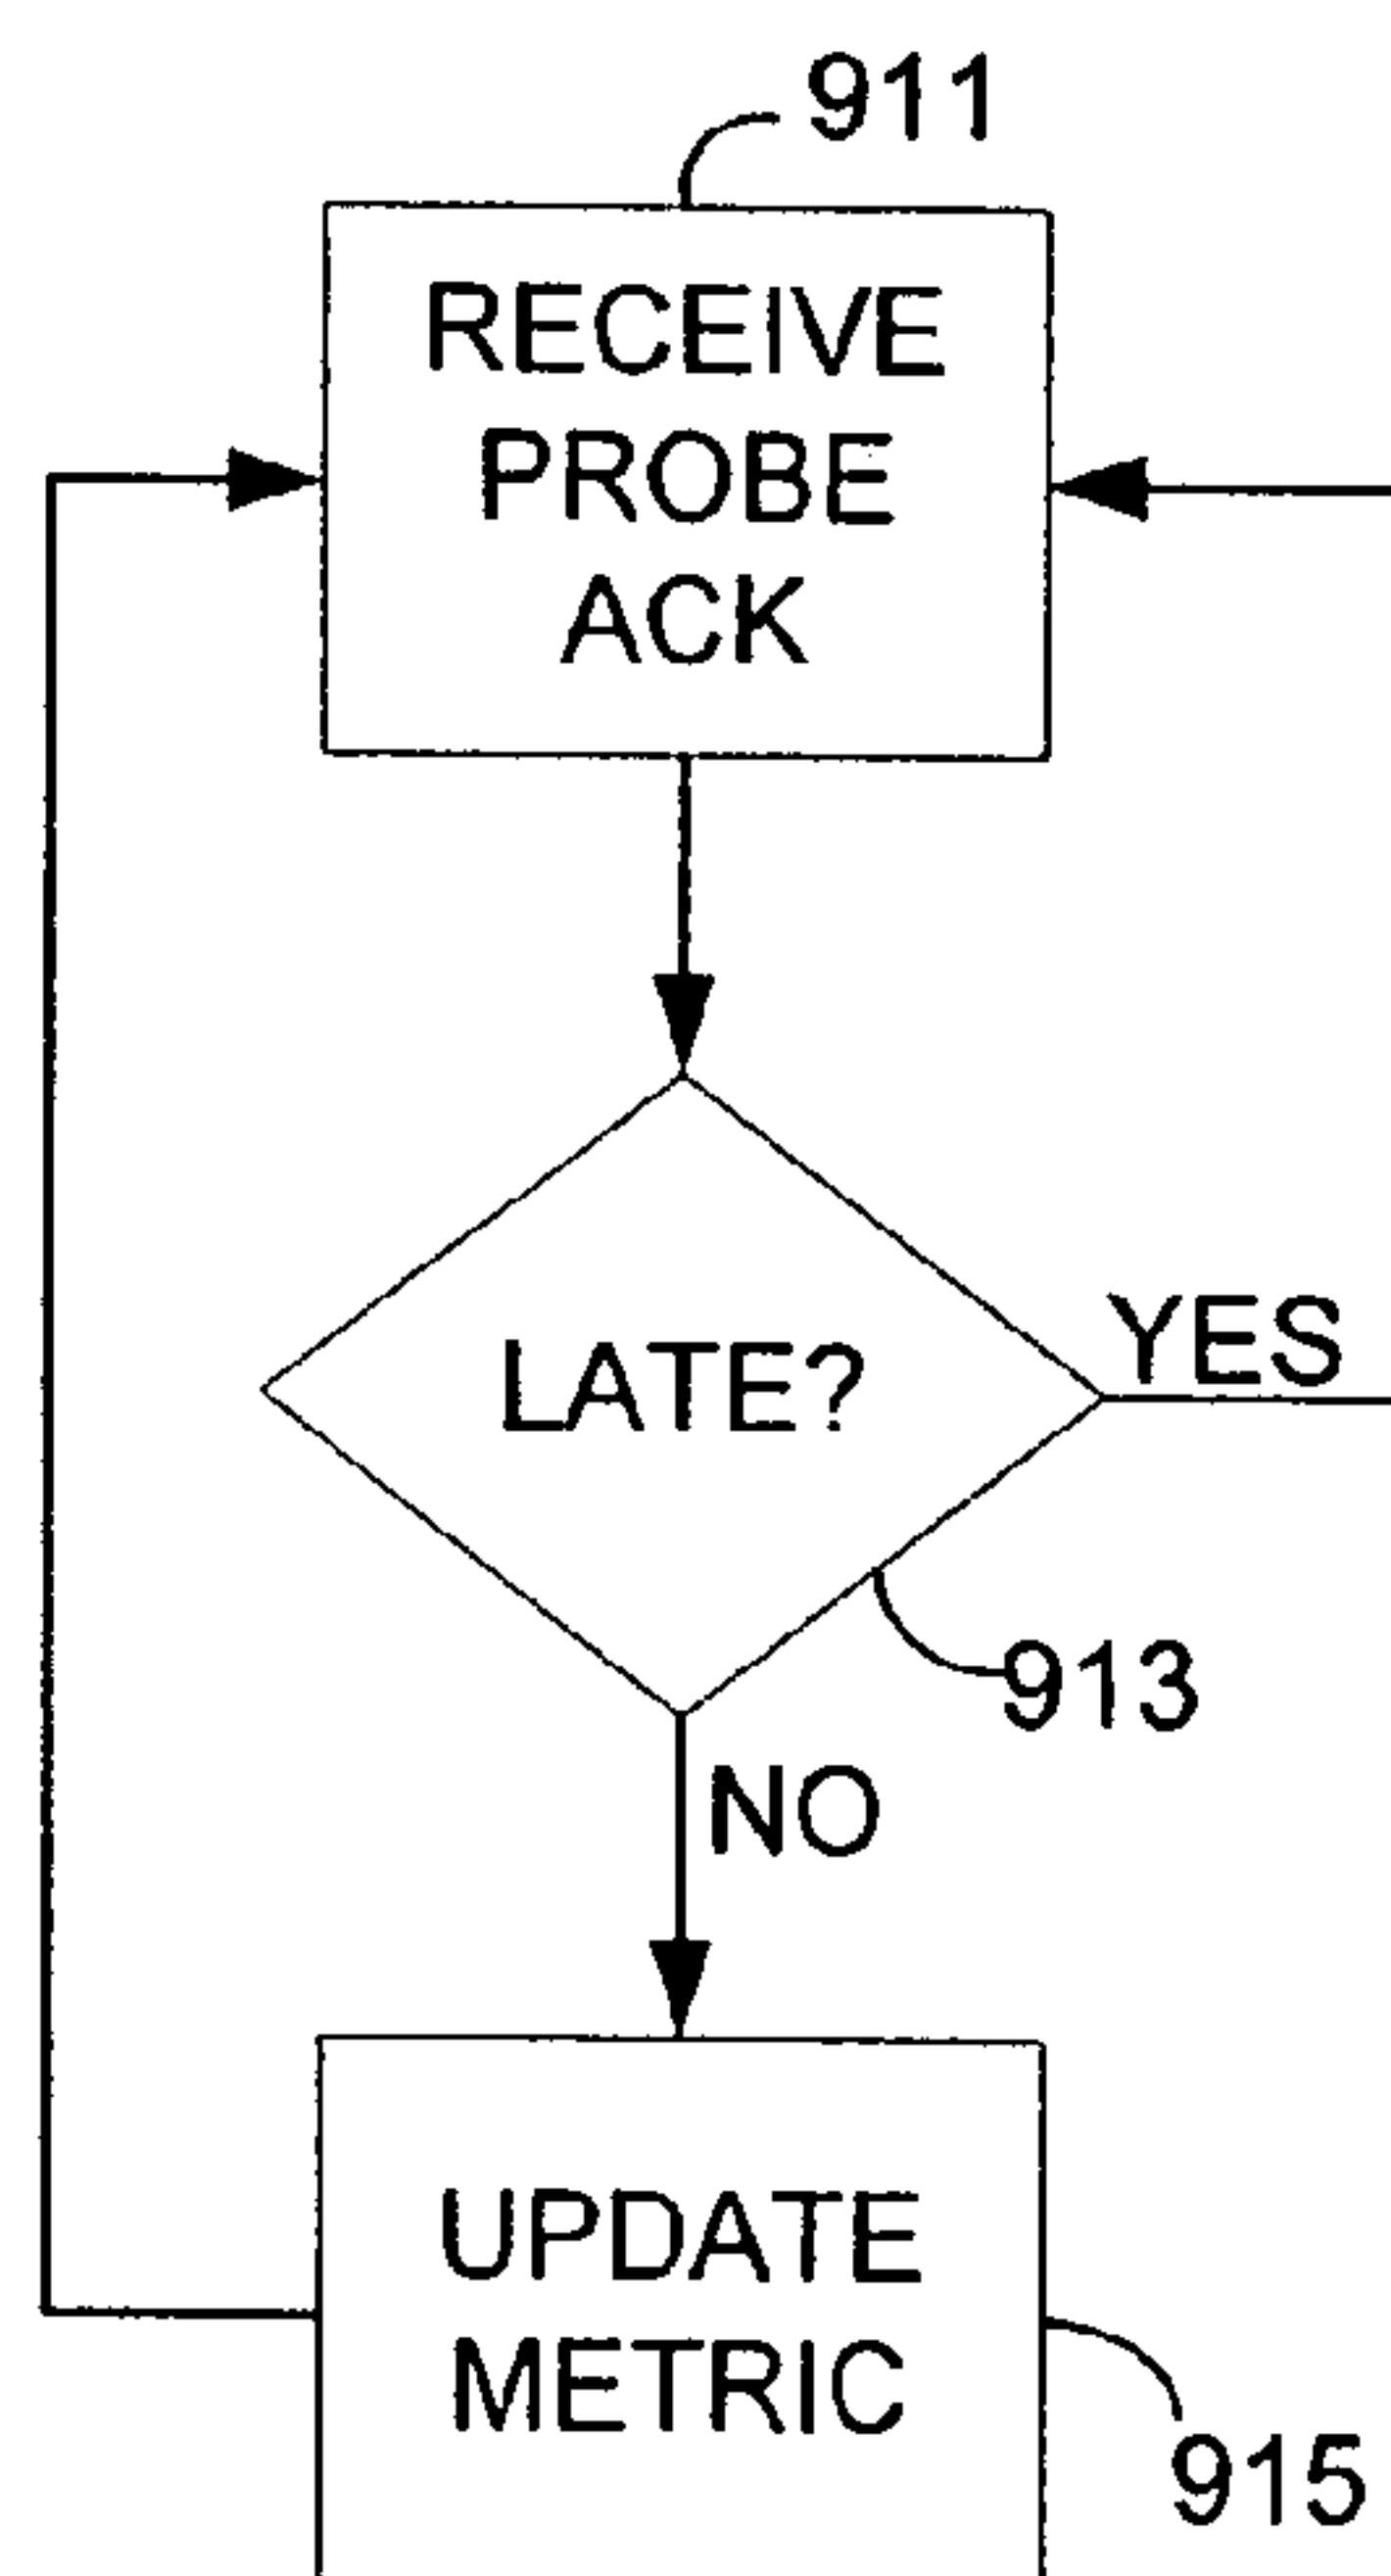 911
RECEIVE
PROBE
ACK
LATE?
YES
913
NO
UPDATE
METRIC
915